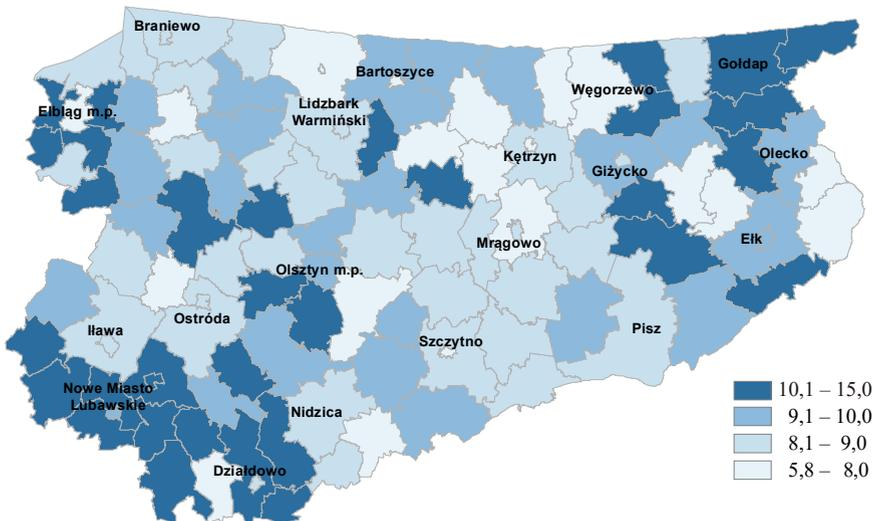 Braniewo
Gołdap
Bartoszyce
Węgorzewo
Elbląg m.p.
Lidzbark
Warmiński
Kętrzyn
Olecko
Giżycko
Mrągowo
Ełk
Olsztyn m.p.
Ostróda
Iława
Pisz
Szczytno
Nowe Miasto
Lubawskie
Nidzica
Działdowo
10,1 – 15,0
9,1 – 10,0
8,1 – 9,0
5,8 – 8,0